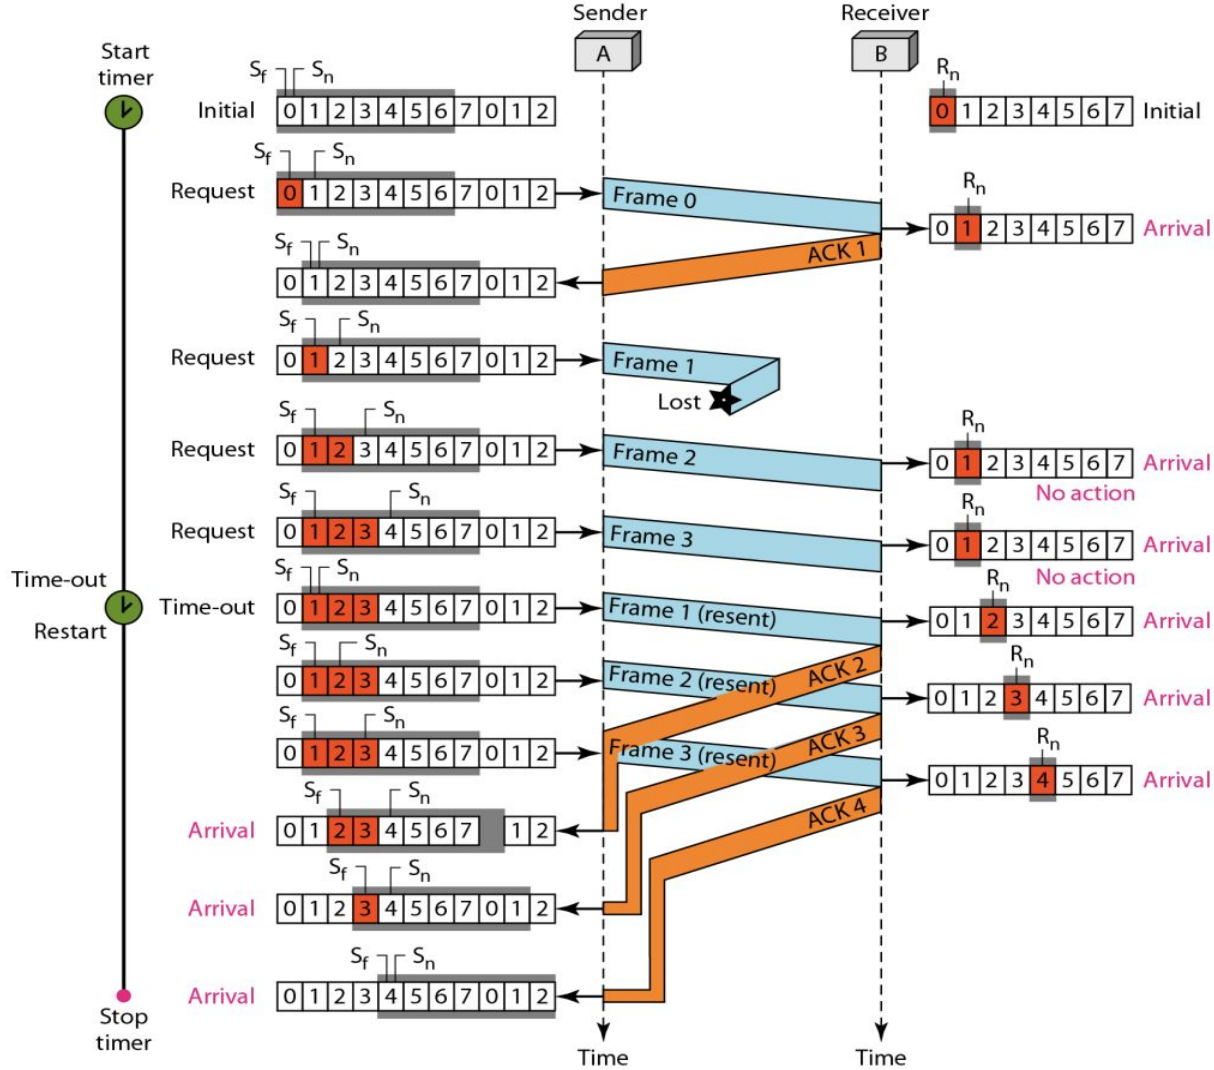 Sender Receiver
A B
Start
timer
Sf Sn
Rn
Initial 0 1 2 3 4 5 6 7 0 1 2
0 1 2 3 4 5 6 7 Initial
Sf Sn
Request 0 1 2 3 4 5 6 7 0 1 2
Frame 0
Rn
0 1 2 3 4 5 6 7 Arrival
ACK 1
Sf Sn
0 1 2 3 4 5 6 7 0 1 2
Sf Sn
Request 0 1 2 3 4 5 6 7 0 1 2
Frame 1
Lost
Sf Sn
Request 0 1 2 3 4 5 6 7 0 1 2
Frame 2
Rn
0 1 2 3 4 5 6 7 Arrival
No action
Sf Sn
Request 0 1 2 3 4 5 6 7 0 1 2
Frame 3
Rn
0 1 2 3 4 5 6 7 Arrival
No action
Time-out
Restart
Sf Sn
Time-out 0 1 2 3 4 5 6 7 0 1 2
Frame 1 (resent)
Rn
0 1 2 3 4 5 6 7 Arrival
ACK 2
Sf Sn
0 1 2 3 4 5 6 7 0 1 2
Frame 2 (resent)
Rn
0 1 2 3 4 5 6 7 Arrival
ACK 3
Sf Sn
0 1 2 3 4 5 6 7 0 1 2
Frame 3 (resent)
Rn
0 1 2 3 4 5 6 7 Arrival
ACK 4
Sf Sn
Arrival 0 1 2 3 4 5 6 7 1 2
Sf Sn
Arrival 0 1 2 3 4 5 6 7 0 1 2
Sf Sn
Arrival 0 1 2 3 4 5 6 7 0 1 2
Stop
timer
Time Time